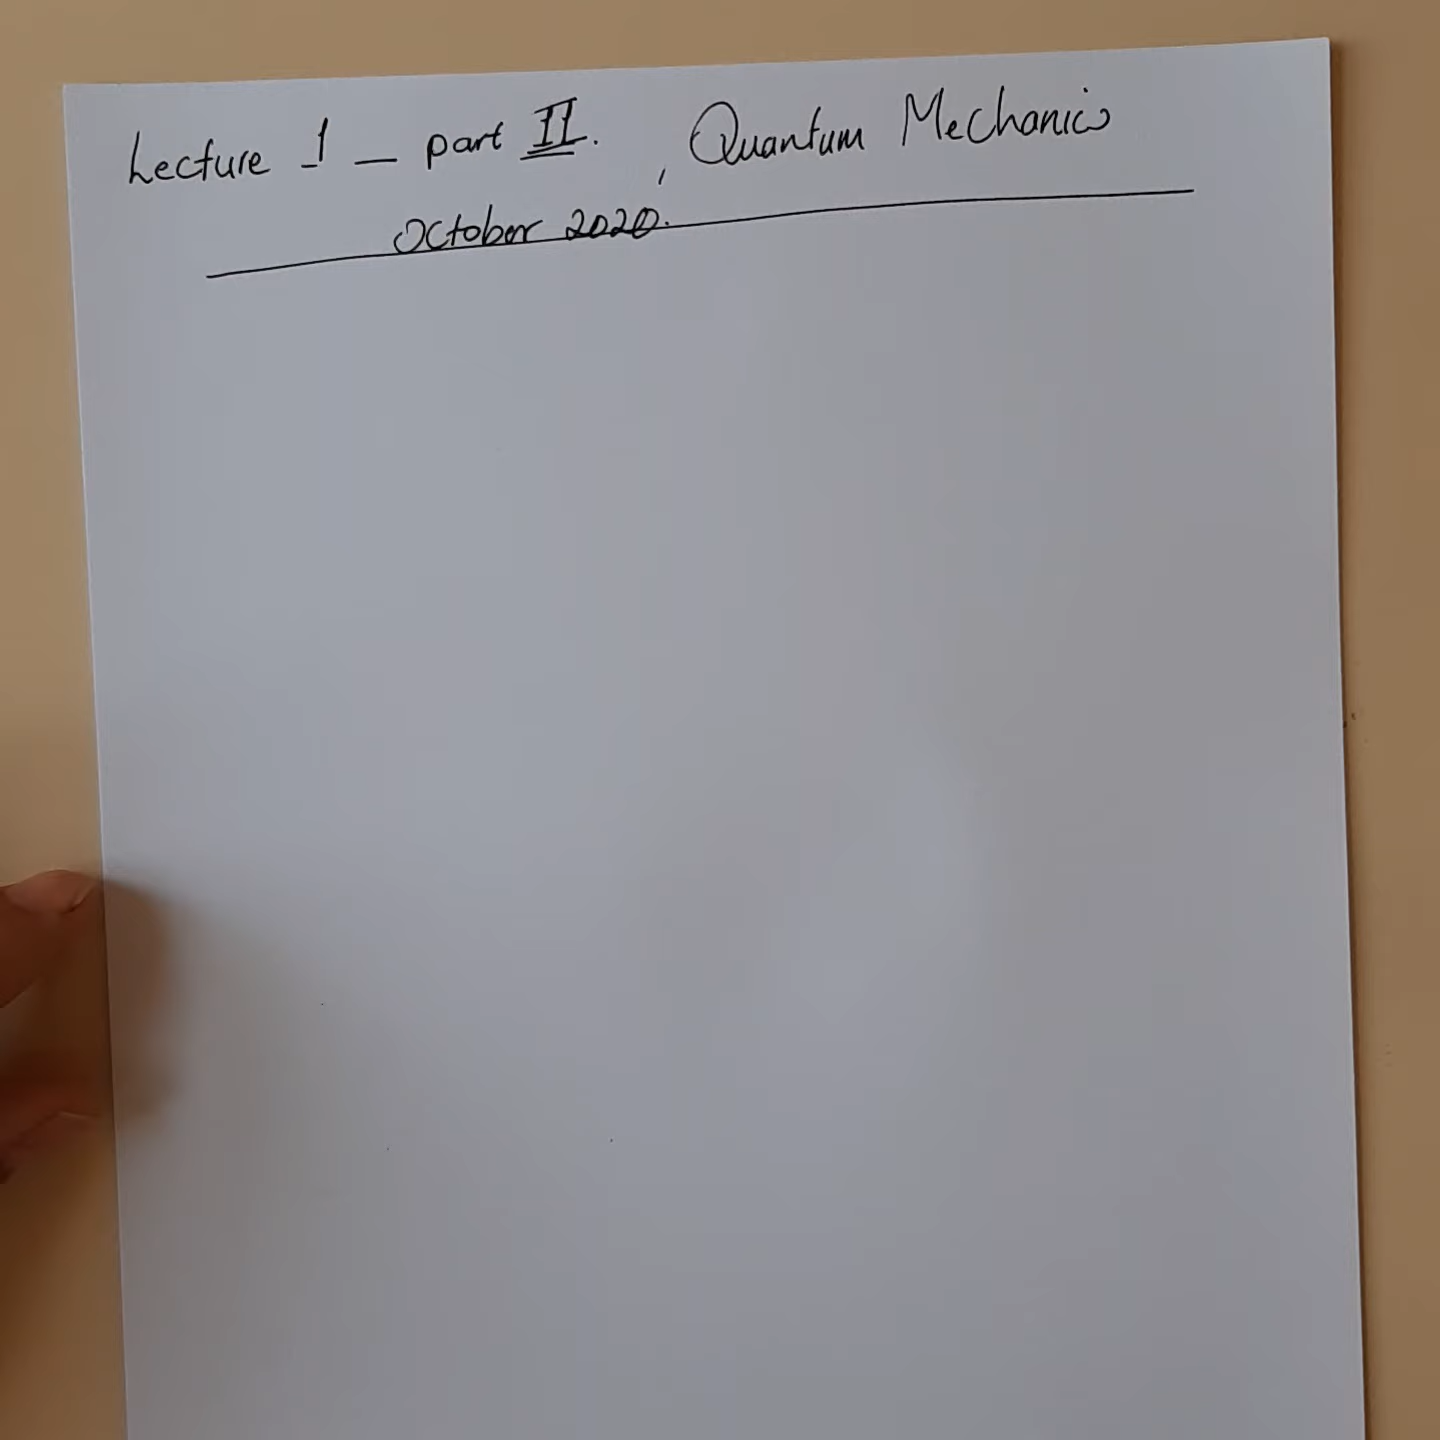 Lecture 1 – part II. , Quantum Mechanics
October 2020.